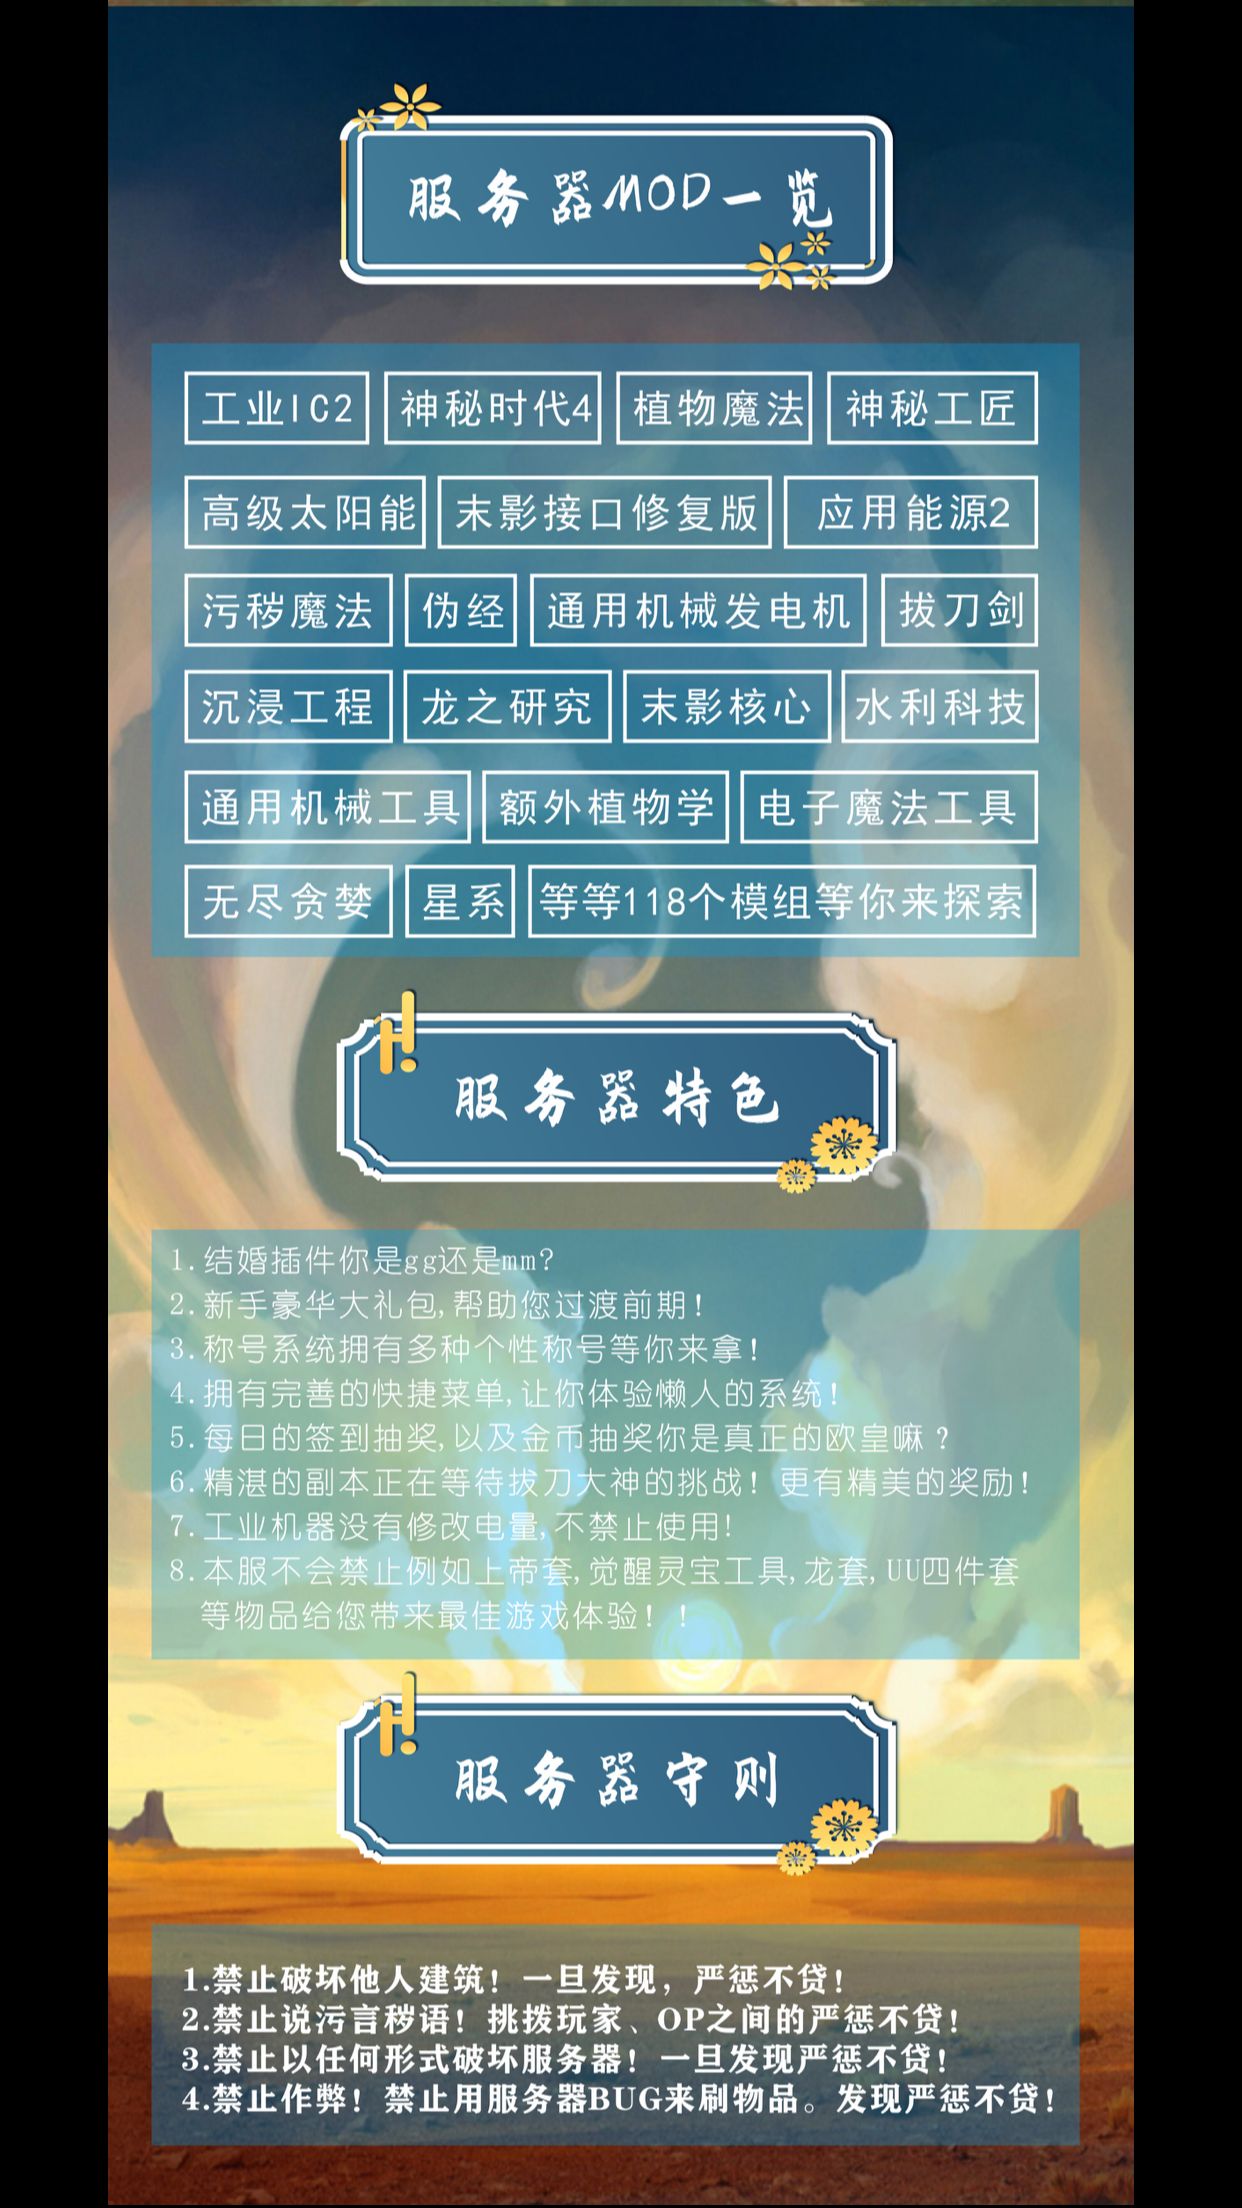 服务器MOD一览
工业IC2 神秘时代4 植物魔法 神秘工匠
高级太阳能 末影接口修复版 应用能源2
污秽魔法 伪经 通用机械发电机 拔刀剑
沉浸工程 龙之研究 末影核心 水利科技
通用机械工具 额外植物学 电子魔法工具
无尽贪婪 星系 等等118个模组等你来探索
服务器特色
1.结婚插件你是gg还是mm?
2.新手豪华大礼包,帮助您过渡前期!
3.称号系统拥有多种个性称号等你来拿!
4.拥有完善的快捷菜单,让你体验懒人的系统!
5.每日的签到抽奖,以及金币抽奖你是真正的欧皇嘛?
6.精湛的副本正在等待拔刀大神的挑战!更有精美的奖励!
7.工业机器没有修改电量,不禁止使用!
8.本服不会禁止例如上帝套,觉醒灵宝工具,龙套,UU四件套
等物品给您带来最佳游戏体验!!
服务器守则
1.禁止破坏他人建筑!一旦发现，严惩不贷!
2.禁止说污言秽语!挑拨玩家、OP之间的严惩不贷!
3.禁止以任何形式破坏服务器!一旦发现严惩不贷!
4.禁止作弊!禁止用服务器BUG来刷物品。发现严惩不贷!